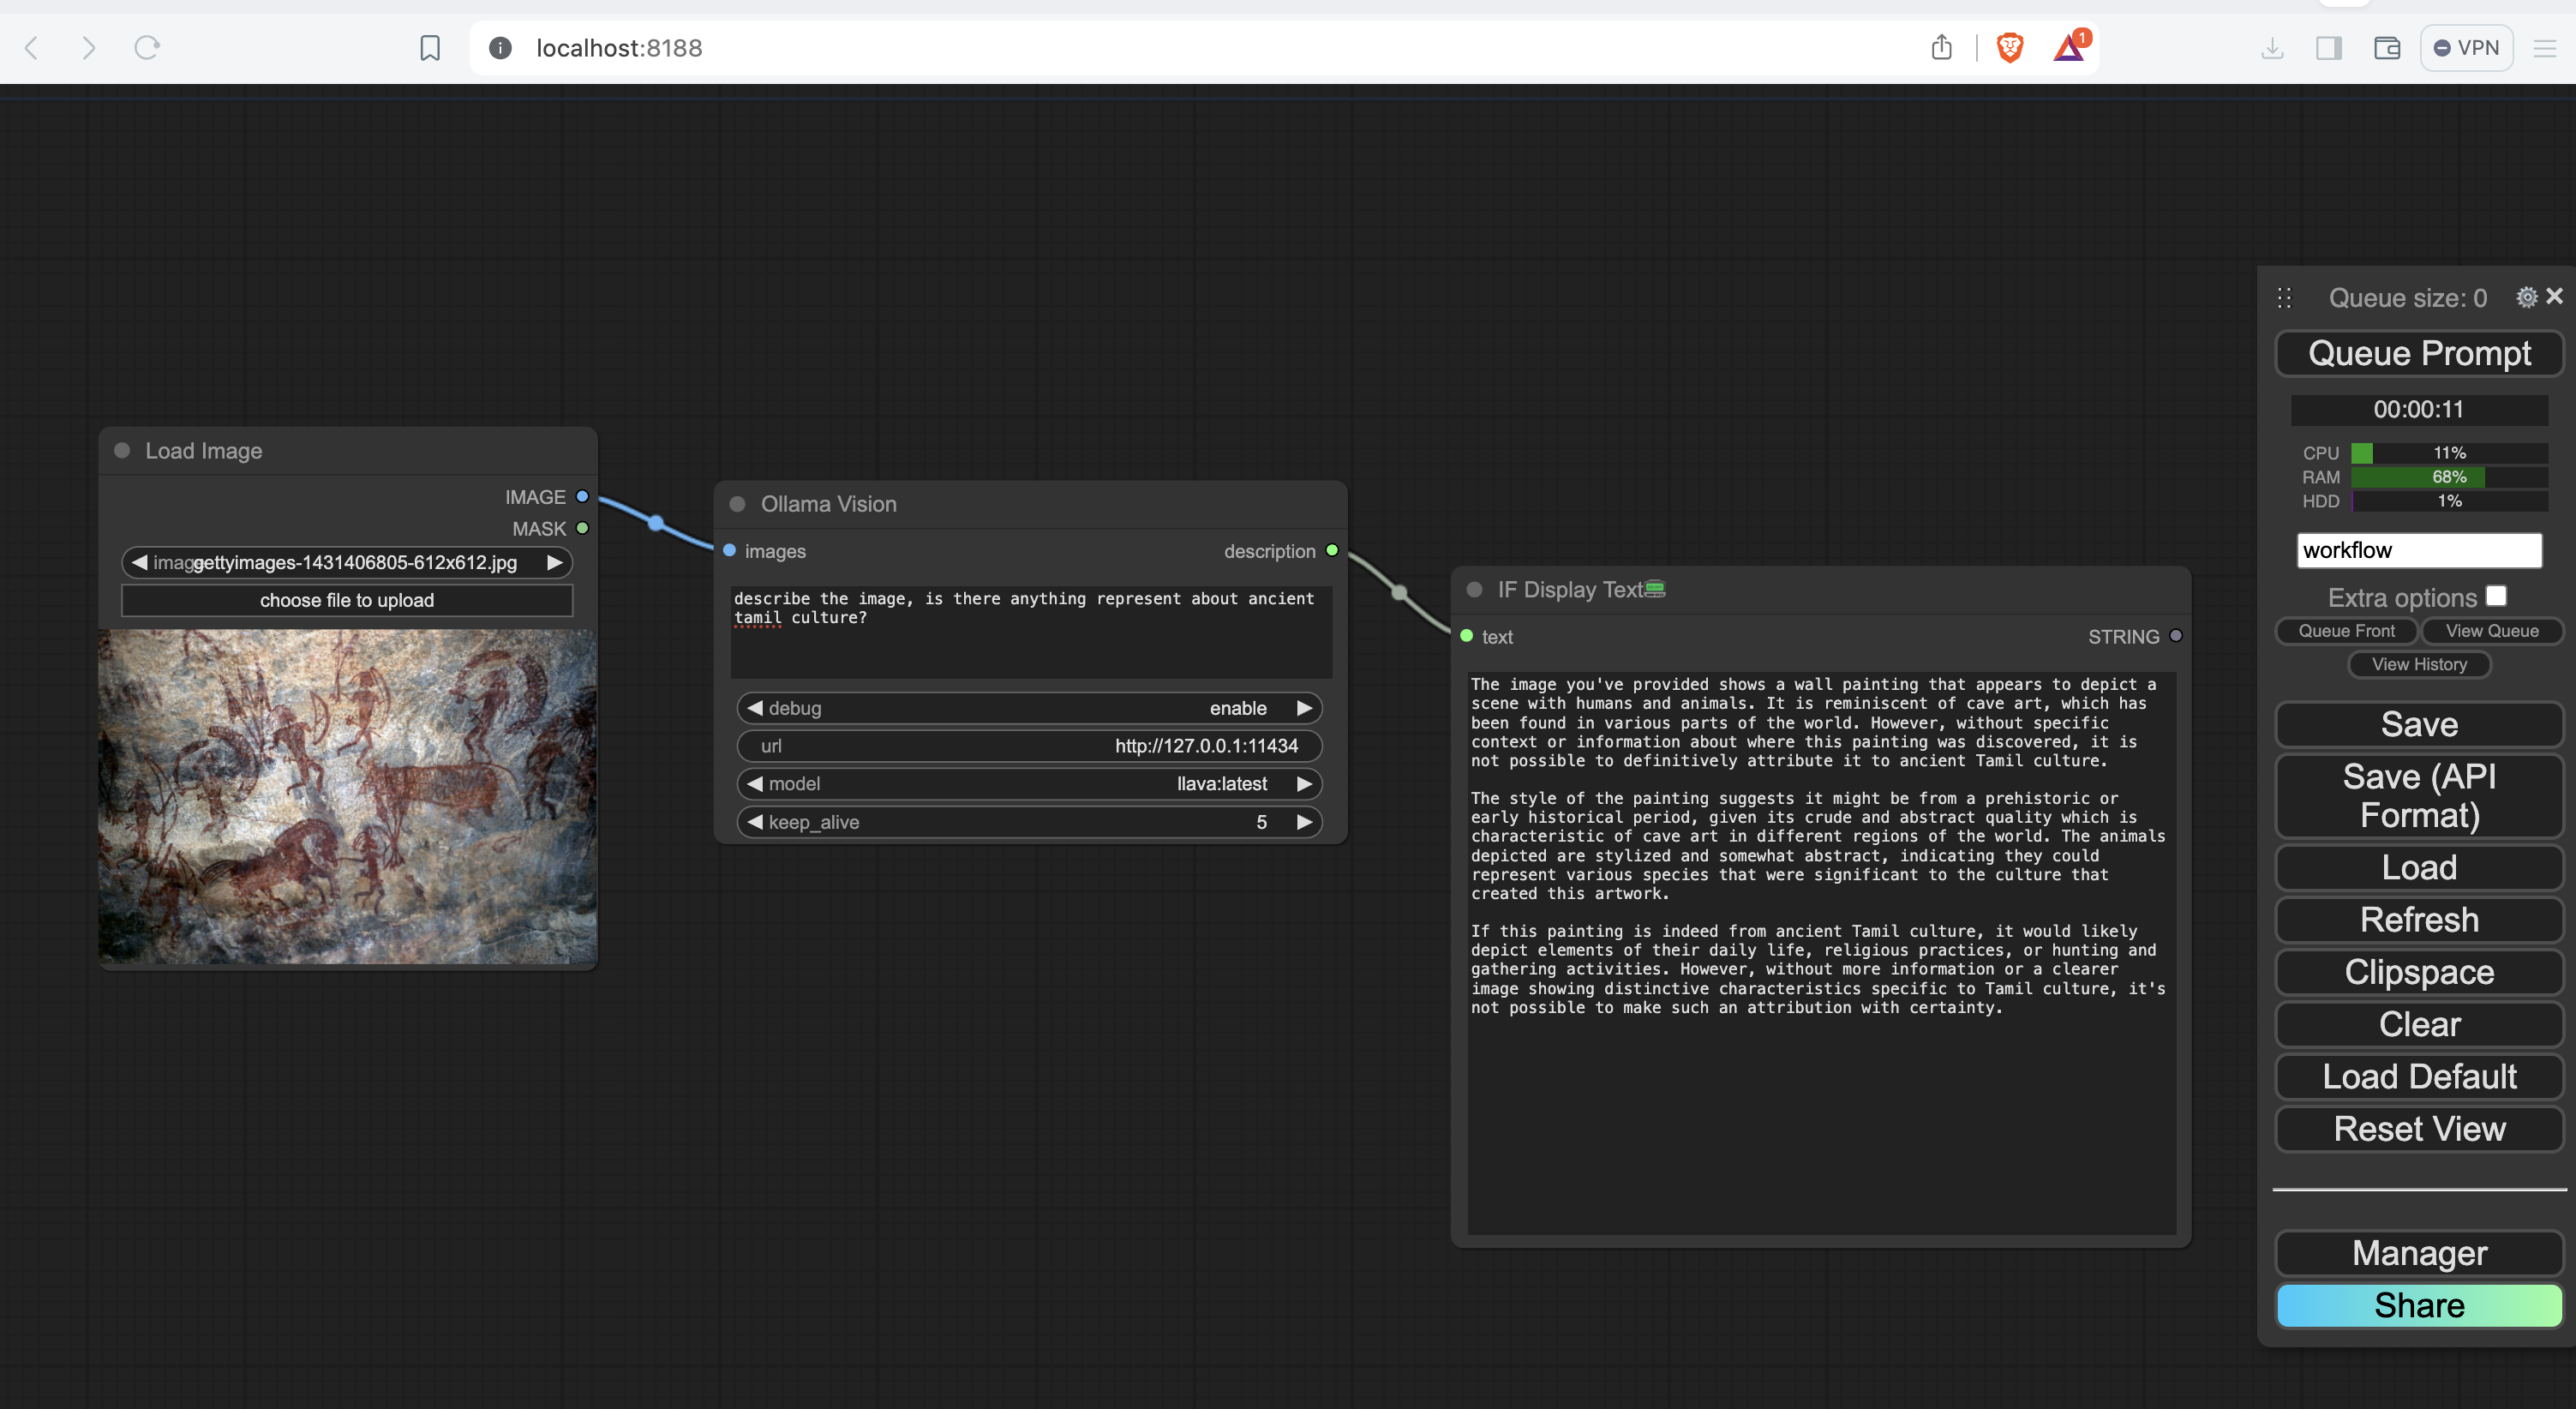 localhost:8188
1
VPN
Load Image
IMAGE
MASK
imag
gettyimages-1431406805-612x612.jpg
choose file to upload
Ollama Vision
images
description
describe the image, is there anything represent about ancient
tamil culture?
debug
enable
url
http://127.0.0.1:11434
model
llava:latest
keep_alive
5
IF Display Text
text
STRING
The image you've provided shows a wall painting that appears to depict a
scene with humans and animals. It is reminiscent of cave art, which has
been found in various parts of the world. However, without specific
context or information about where this painting was discovered, it is
not possible to definitively attribute it to ancient Tamil culture.
The style of the painting suggests it might be from a prehistoric or
early historical period, given its crude and abstract quality which is
characteristic of cave art in different regions of the world. The animals
depicted are stylized and somewhat abstract, indicating they could
represent various species that were significant to the culture that
created this artwork.
If this painting is indeed from ancient Tamil culture, it would likely
depict elements of their daily life, religious practices, or hunting and
gathering activities. However, without more information or a clearer
image showing distinctive characteristics specific to Tamil culture, it's
not possible to make such an attribution with certainty.
Queue size: 0
Queue Prompt
00:00:11
CPU 11%
RAM 68%
HDD 1%
workflow
Extra options
Queue Front
View Queue
View History
Save
Save (API
Format)
Load
Refresh
Clipspace
Clear
Load Default
Reset View
Manager
Share